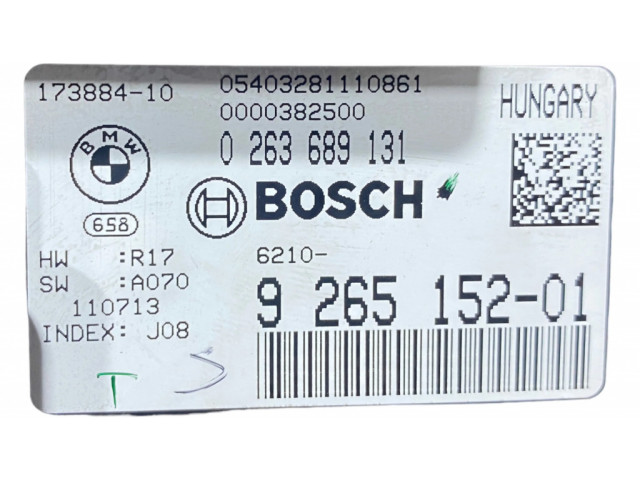 173884-10
05403281110861
0000382500
HUNGARY
BMW
0 263 689 131
BOSCH
658
HW :R17
6210-
SW :A070
110713
9 265 152-01
INDEX: J08
T